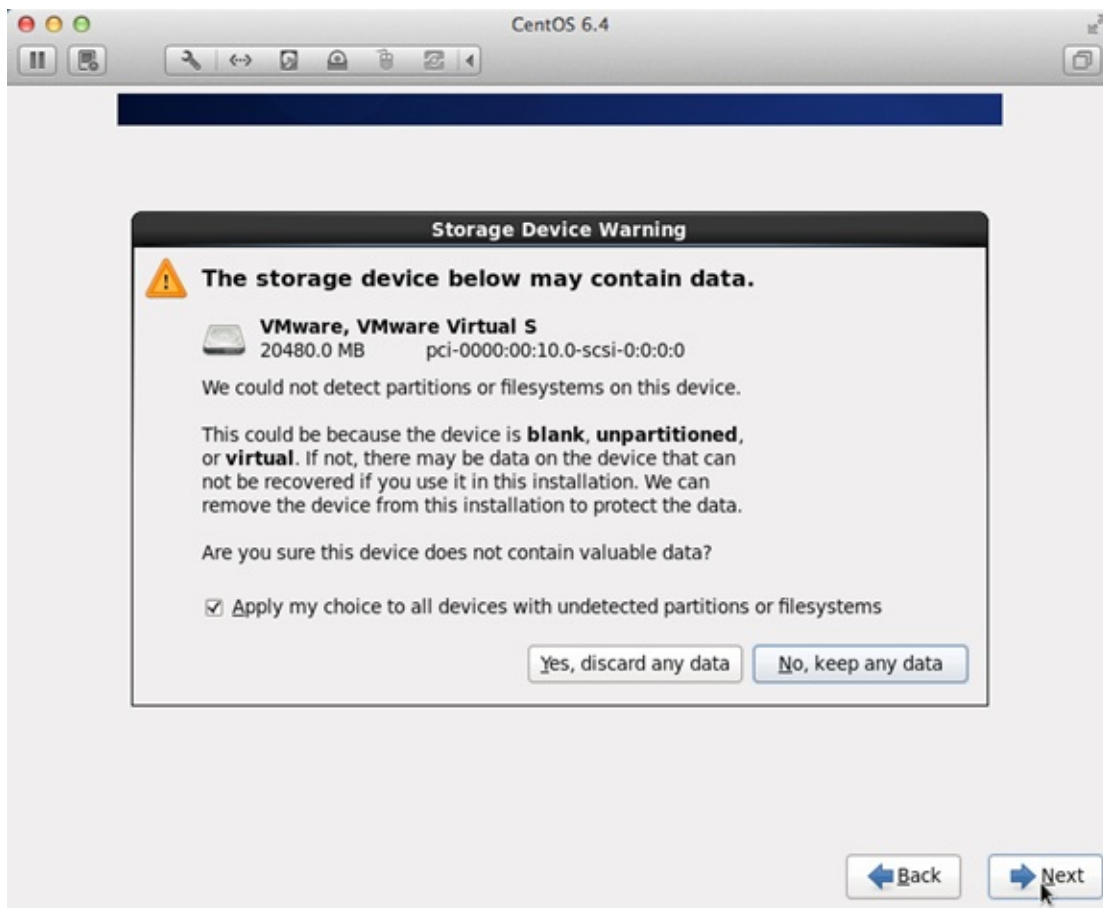 CentOS 6.4
Storage Device Warning
The storage device below may contain data.
VMware, VMware Virtual S
20480.0 MB pci-0000:00:10.0-scsi-0:0:0:0
We could not detect partitions or filesystems on this device.
This could be because the device is blank, unpartitioned,
or virtual. If not, there may be data on the device that can
not be recovered if you use it in this installation. We can
remove the device from this installation to protect the data.
Are you sure this device does not contain valuable data?
Apply my choice to all devices with undetected partitions or filesystems
Yes, discard any data No, keep any data
Back Next